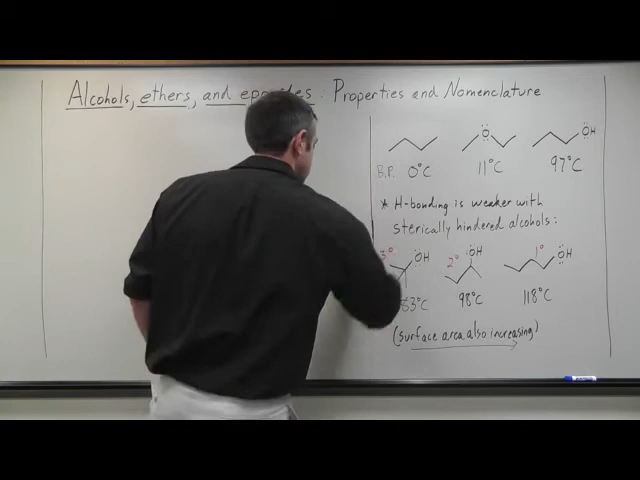 Alcohols, ethers, and epoxides : Properties and Nomenclature
O OH
B.P. 0°C 11°C 97°C
* H-bonding is weaker with
sterically hindered alcohols:
3° OH 2° OH 1° OH
83°C 98°C 118°C
(surface area also increasing)